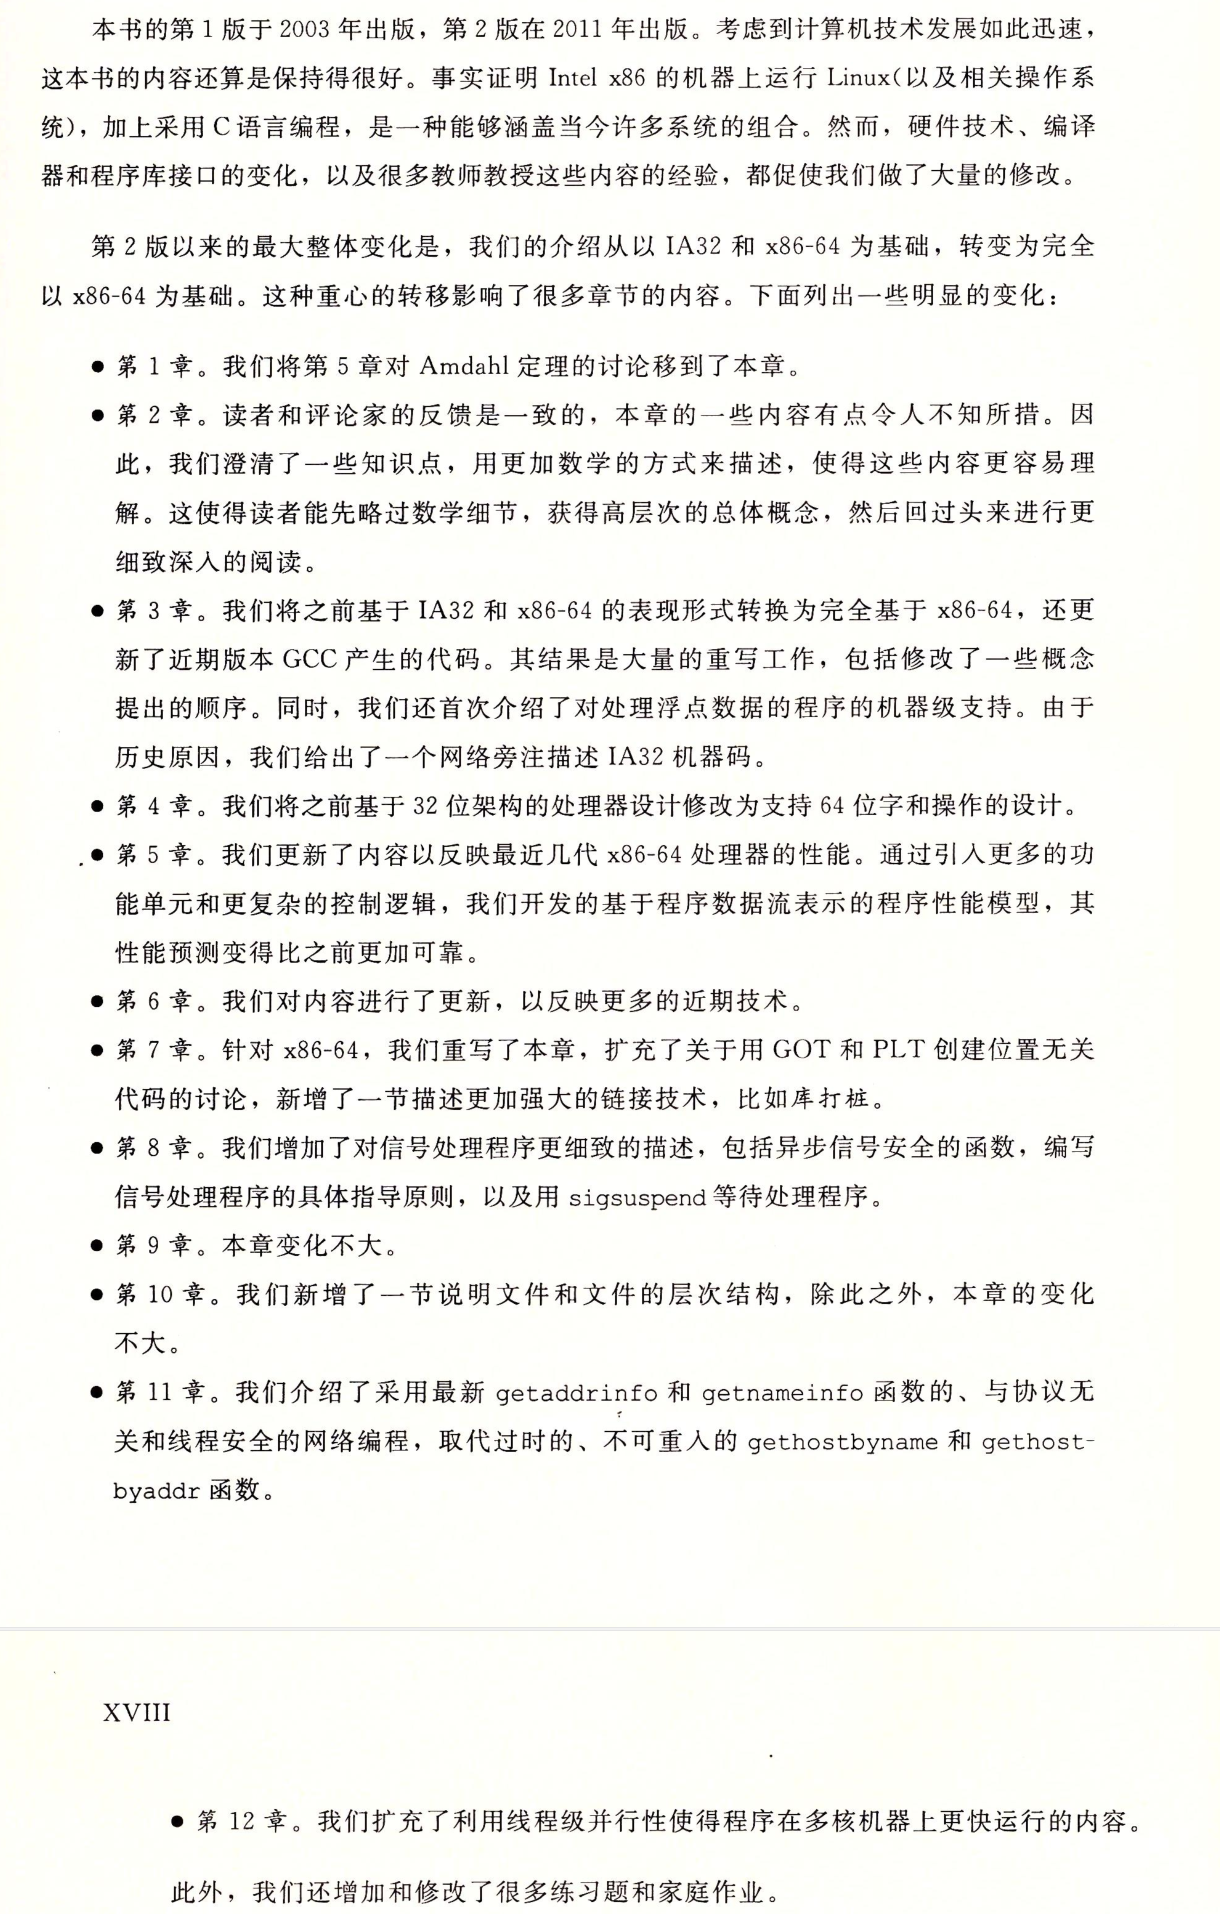 本书的第 1 版于 2003 年出版，第 2 版在 2011 年出版。考虑到计算机技术发展如此迅速，
这本书的内容还算是保持得很好。事实证明 Intel x86 的机器上运行 Linux(以及相关操作系
统)，加上采用 C 语言编程，是一种能够涵盖当今许多系统的组合。然而，硬件技术、编译
器和程序库接口的变化，以及很多教师教授这些内容的经验，都促使我们做了大量的修改。
第 2 版以来的最大整体变化是，我们的介绍从以 IA32 和 x86-64 为基础，转变为完全
以 x86-64 为基础。这种重心的转移影响了很多章节的内容。下面列出一些明显的变化：
● 第 1 章。我们将第 5 章对 Amdahl 定理的讨论移到了本章。
● 第 2 章。读者和评论家的反馈是一致的，本章的一些内容有点令人不知所措。因
此，我们澄清了一些知识点，用更加数学的方式来描述，使得这些内容更容易理
解。这使得读者能先略过数学细节，获得高层次的总体概念，然后回过头来进行更
细致深入的阅读。
● 第 3 章。我们将之前基于 IA32 和 x86-64 的表现形式转换为完全基于 x86-64，还更
新了近期版本 GCC 产生的代码。其结果是大量的重写工作，包括修改了一些概念
提出的顺序。同时，我们还首次介绍了对处理浮点数据的程序的机器级支持。由于
历史原因，我们给出了一个网络旁注描述 IA32 机器码。
● 第 4 章。我们将之前基于 32 位架构的处理器设计修改为支持 64 位字和操作的设计。
● 第 5 章。我们更新了内容以反映最近几代 x86-64 处理器的性能。通过引入更多的功
能单元和更复杂的控制逻辑，我们开发的基于程序数据流表示的程序性能模型，其
性能预测变得比之前更加可靠。
● 第 6 章。我们对内容进行了更新，以反映更多的近期技术。
● 第 7 章。针对 x86-64，我们重写了本章，扩充了关于用 GOT 和 PLT 创建位置无关
代码的讨论，新增了一节描述更加强大的链接技术，比如库打桩。
● 第 8 章。我们增加了对信号处理程序更细致的描述，包括异步信号安全的函数，编写
信号处理程序的具体指导原则，以及用 sigsuspend 等待处理程序。
● 第 9 章。本章变化不大。
● 第 10 章。我们新增了一节说明文件和文件的层次结构，除此之外，本章的变化
不大。
● 第 11 章。我们介绍了采用最新 getaddrinfo 和 getnameinfo 函数的、与协议无
关和线程安全的网络编程，取代过时的、不可重入的 gethostbyname 和 gethost-
byaddr 函数。
XVIII
● 第 12 章。我们扩充了利用线程级并行性使得程序在多核机器上更快运行的内容。
此外，我们还增加和修改了很多练习题和家庭作业。